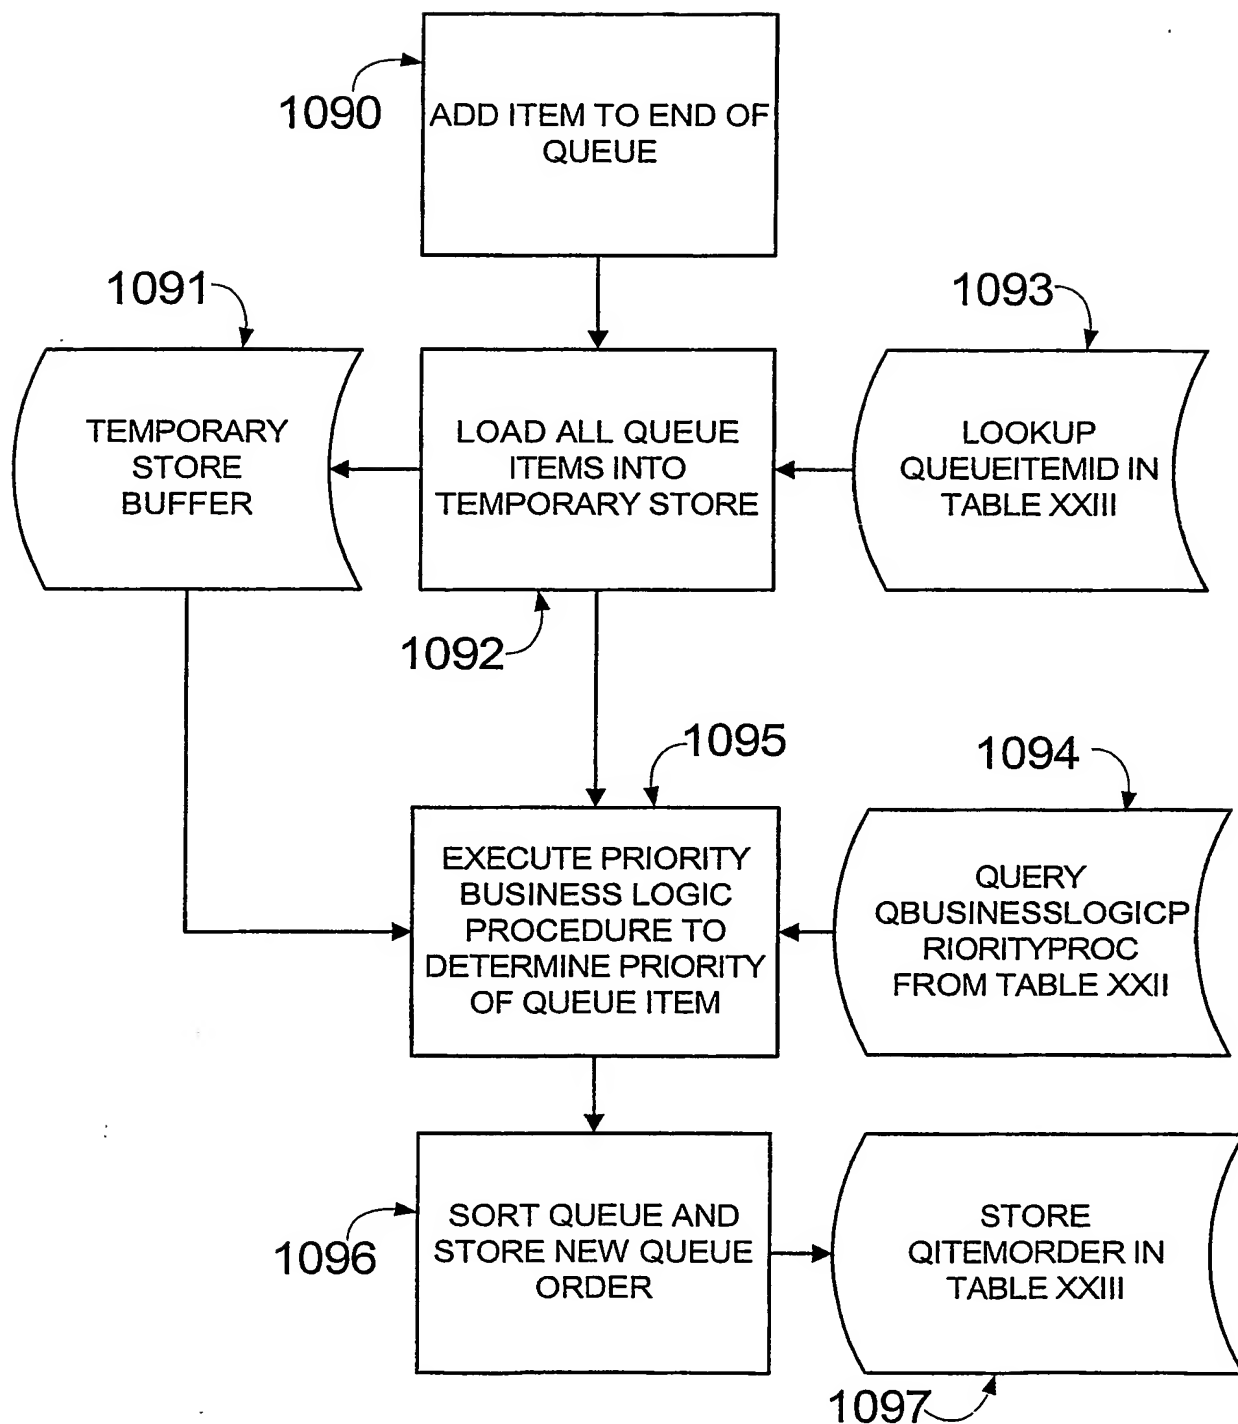 1090
ADD ITEM TO END OF
QUEUE
1091
1093
TEMPORARY
STORE
BUFFER
LOAD ALL QUEUE
ITEMS INTO
TEMPORARY STORE
LOOKUP
QUEUEITEMID IN
TABLE XXIII
1092
1095
1094
EXECUTE PRIORITY
BUSINESS LOGIC
PROCEDURE TO
DETERMINE PRIORITY
OF QUEUE ITEM
QUERY
QBUSINESSLOGICP
RIORITYPROC
FROM TABLE XXII
1096
SORT QUEUE AND
STORE NEW QUEUE
ORDER
STORE
QITEMORDER IN
TABLE XXIII
1097